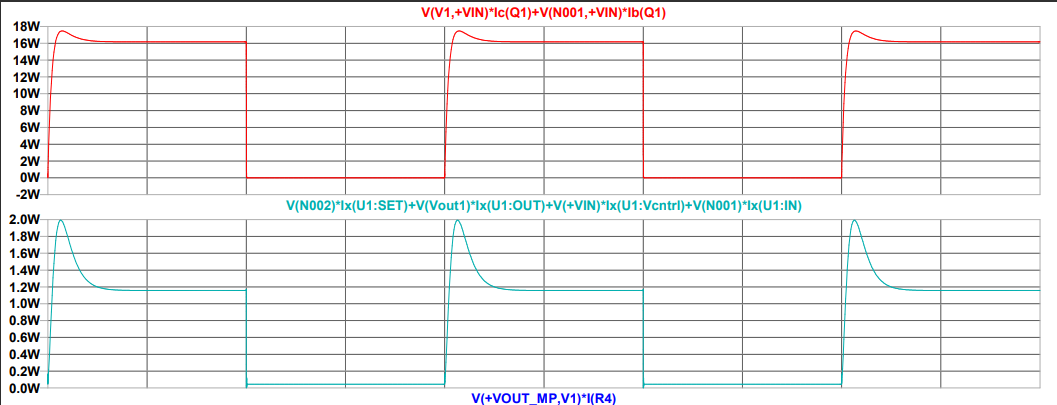 V(V1,+VIN)*Ic(Q1)+V(N001,+VIN)*Ib(Q1)
18W
16W
14W
12W
10W
8W
6W
4W
2W
0W
-2W
V(N002)*Ix(U1:SET)+V(Vout1)*Ix(U1:OUT)+V(+VIN)*Ix(U1:Vcntrl)+V(N001)*Ix(U1:IN)
2.0W
1.8W
1.6W
1.4W
1.2W
1.0W
0.8W
0.6W
0.4W
0.2W
0.0W
V(+VOUT_MP,V1)*I(R4)